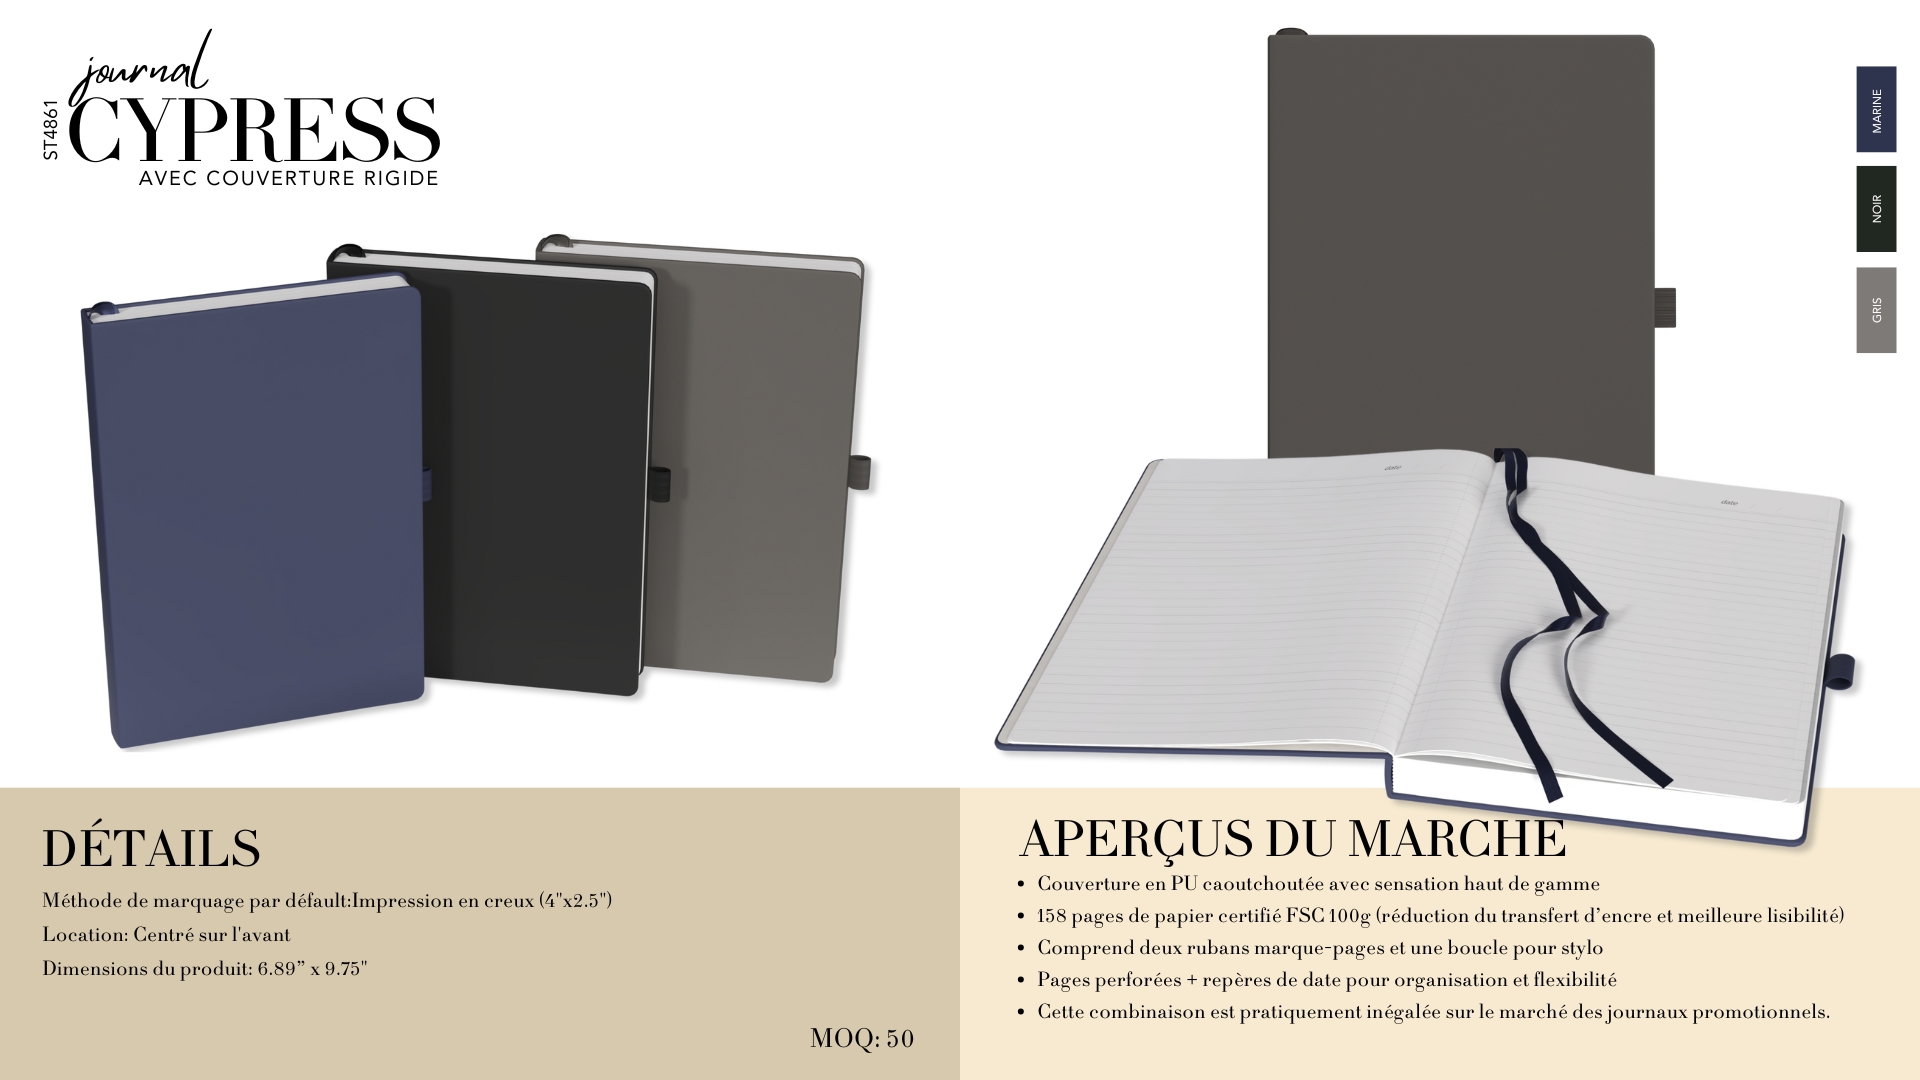 journal
ST4861
CYPRESS
AVEC COUVERTURE RIGIDE
MARINE
NOIR
GRIS
date
date
DÉTAILS
Méthode de marquage par défault:Impression en creux (4"x2.5")
Location: Centré sur l'avant
Dimensions du produit: 6.89” x 9.75"
MOQ: 50
APERÇUS DU MARCHE
• Couverture en PU caoutchoutée avec sensation haut de gamme
• 158 pages de papier certifié FSC 100g (réduction du transfert d’encre et meilleure lisibilité)
• Comprend deux rubans marque-pages et une boucle pour stylo
• Pages perforées + repères de date pour organisation et flexibilité
• Cette combinaison est pratiquement inégalée sur le marché des journaux promotionnels.